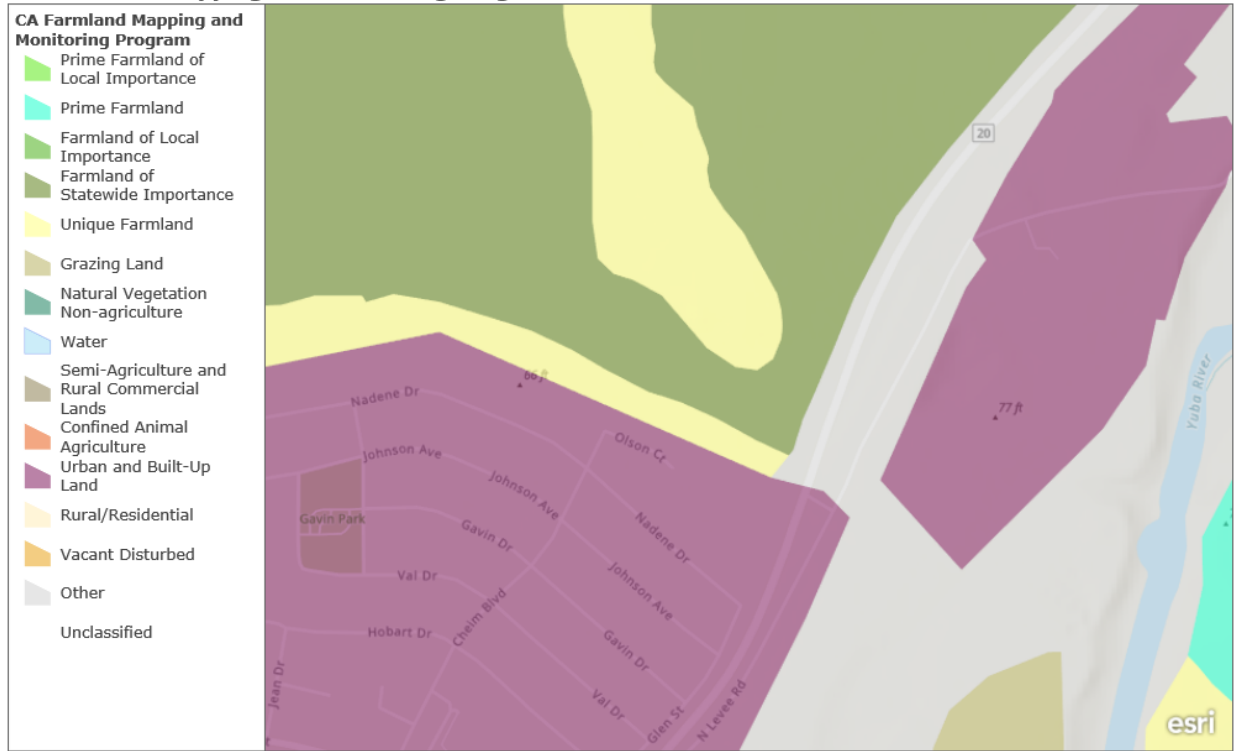 CA Farmland Mapping and
Monitoring Program
Prime Farmland of
Local Importance
Prime Farmland
Farmland of Local
Importance
Farmland of
Statewide Importance
Unique Farmland
Grazing Land
Natural Vegetation
Non-agriculture
Water
Semi-Agriculture and
Rural Commercial
Lands
Confined Animal
Agriculture
Urban and Built-Up
Land
Rural/Residential
Vacant Disturbed
Other
Unclassified
20
66 ft
Nadene Dr
77 ft
Yuba River
Olson Ct
Johnson Ave
Johnson Ave
Gavin Park
Gavin Dr
Nadene Dr
Val Dr
Johnson Ave
Cheim Blvd
Hobart Dr
Gavin Dr
Jean Dr
Val Dr
Glen St
N Levee Rd
esri